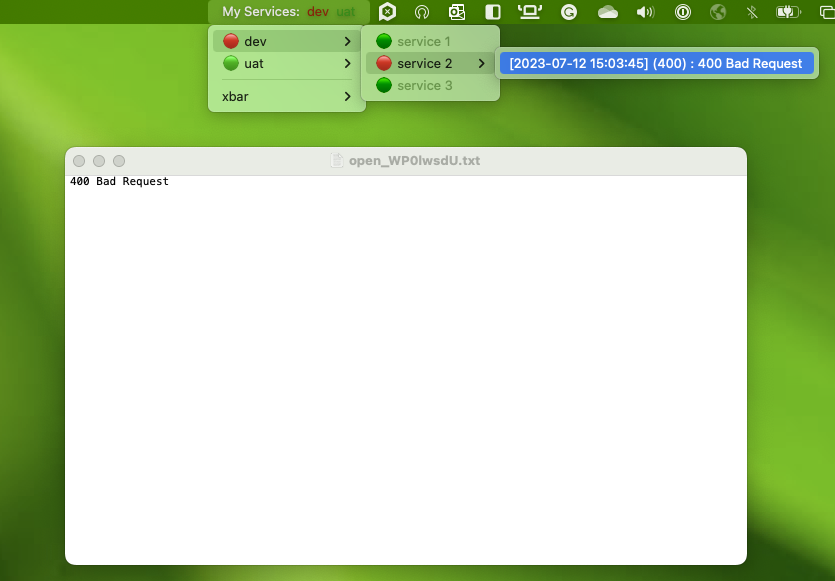 My Services: dev uat
dev
uat
xbar
service 1
service 2
service 3
[2023-07-12 15:03:45] (400) : 400 Bad Request
open_WP0lwsdU.txt
400 Bad Request